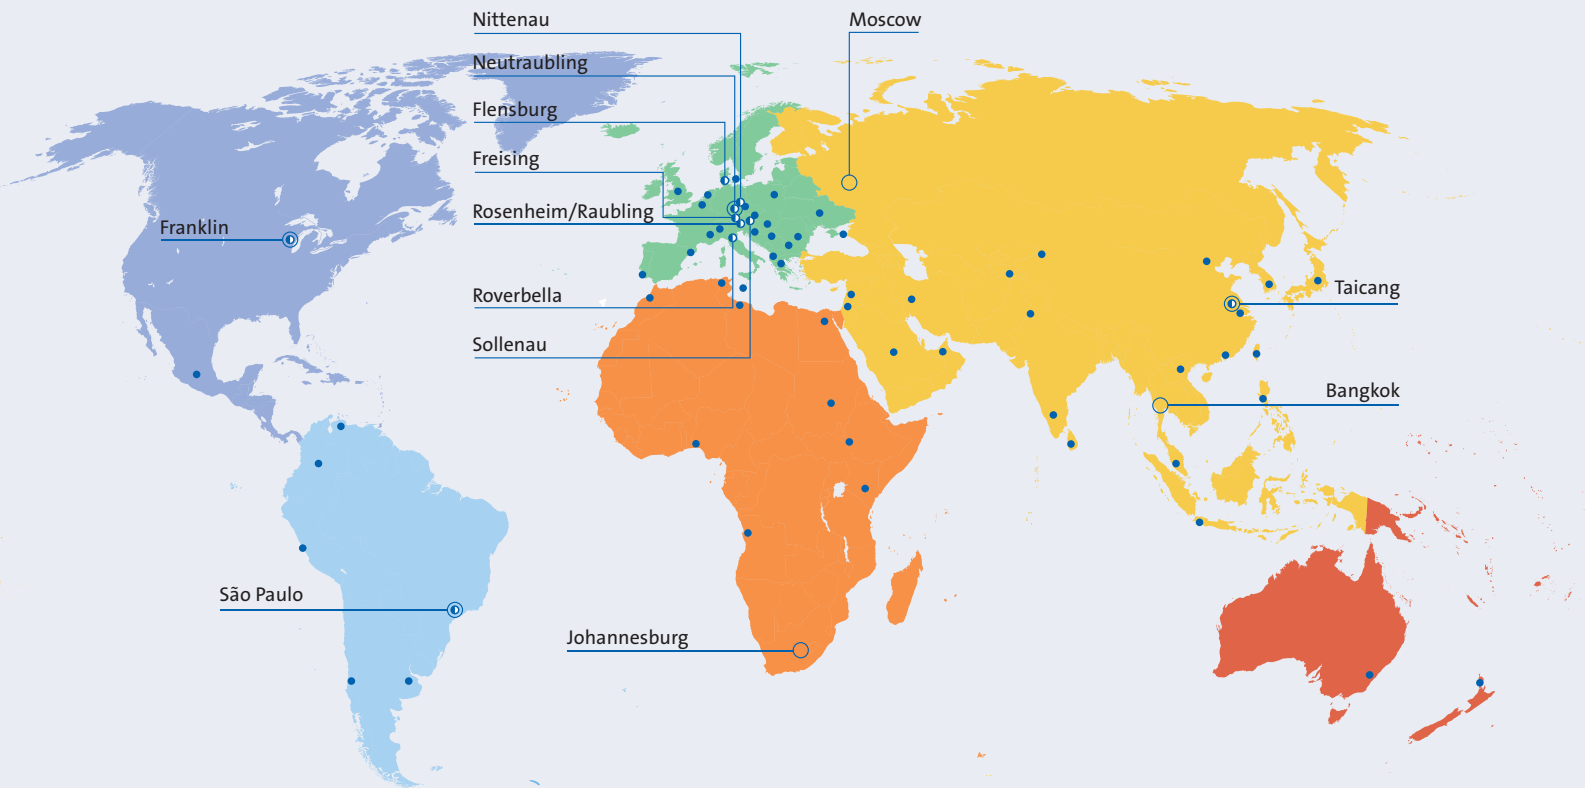 Nittenau
Moscow
Neutraubling
Flensburg
Freising
Rosenheim/Raubling
Franklin
Roverbella
Taicang
Sollenau
Bangkok
São Paulo
Johannesburg